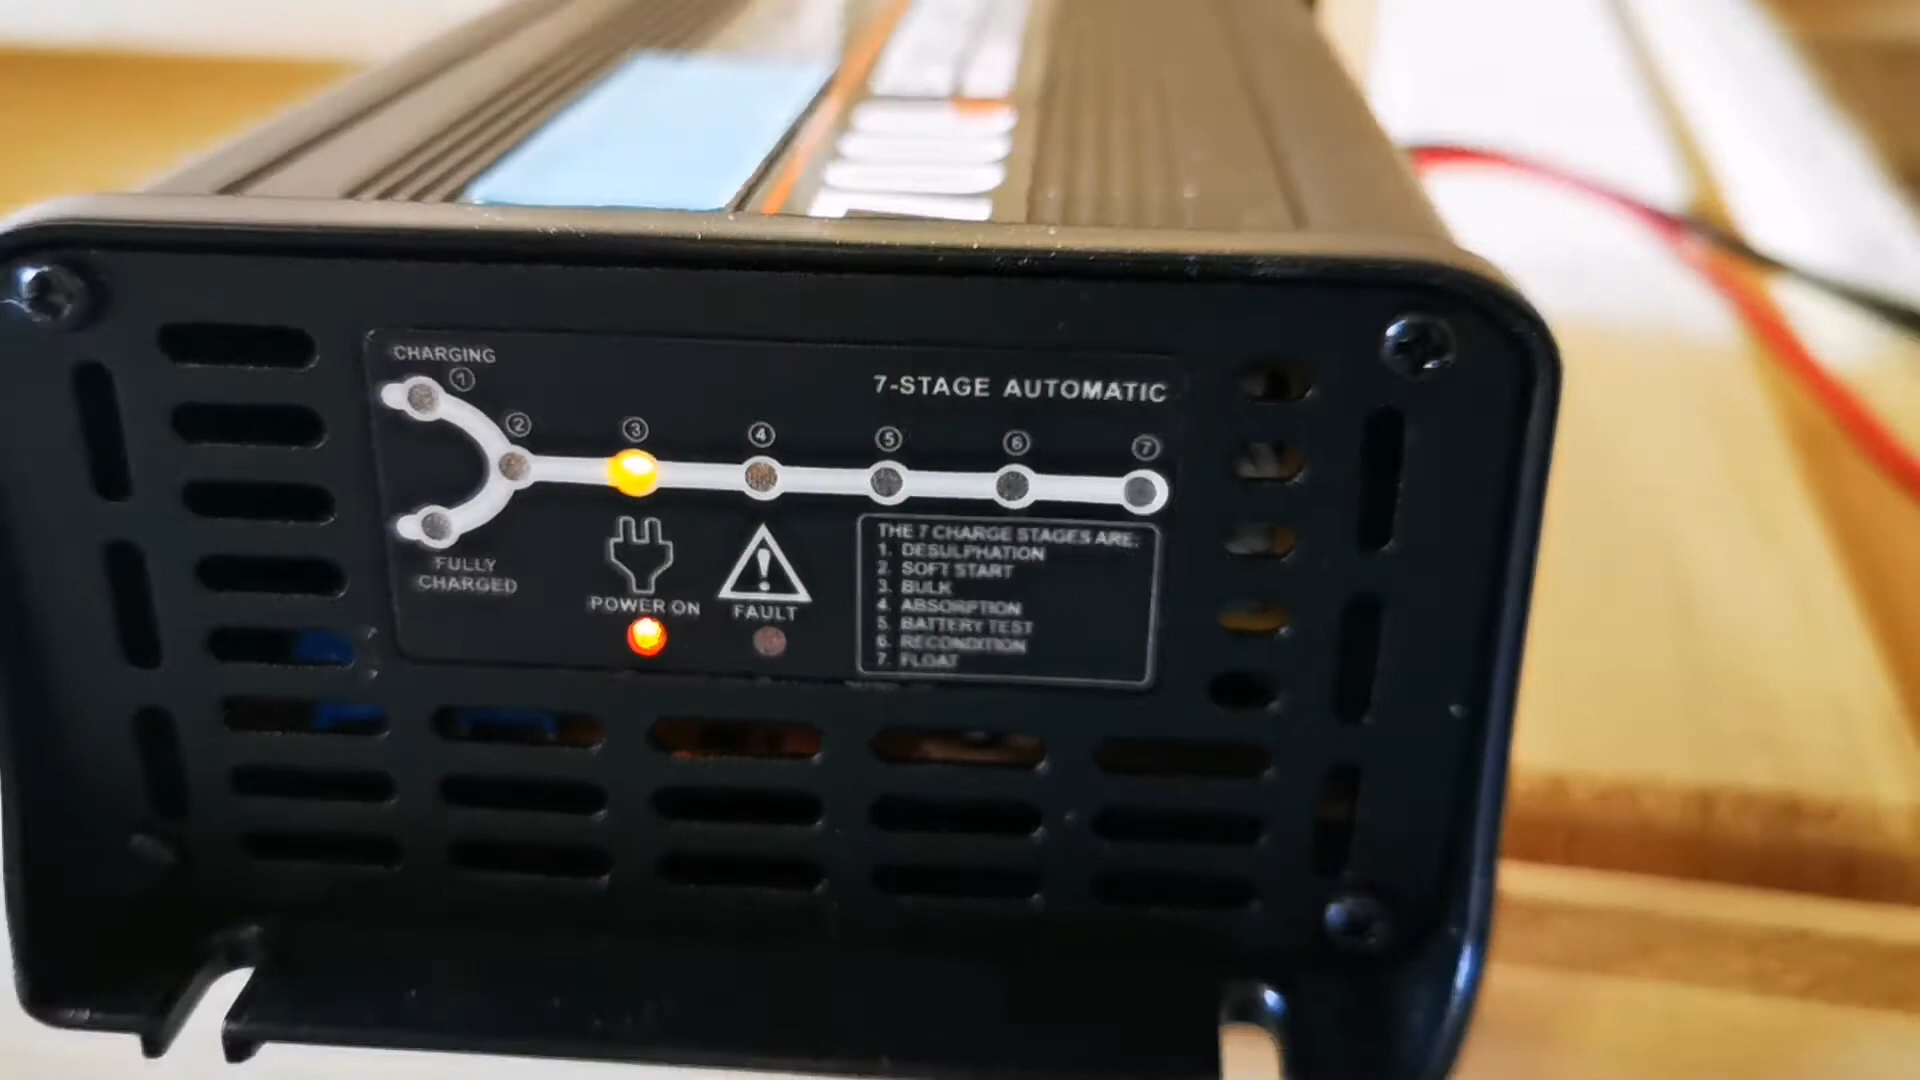 CHARGING
1
7-STAGE AUTOMATIC
2
3
4
5
6
7
FULLY
CHARGED
POWER ON
FAULT
THE 7 CHARGE STAGES ARE:
1. DESULPHATION
2. SOFT START
3. BULK
4. ABSORPTION
5. BATTERY TEST
6. RECONDITION
7. FLOAT